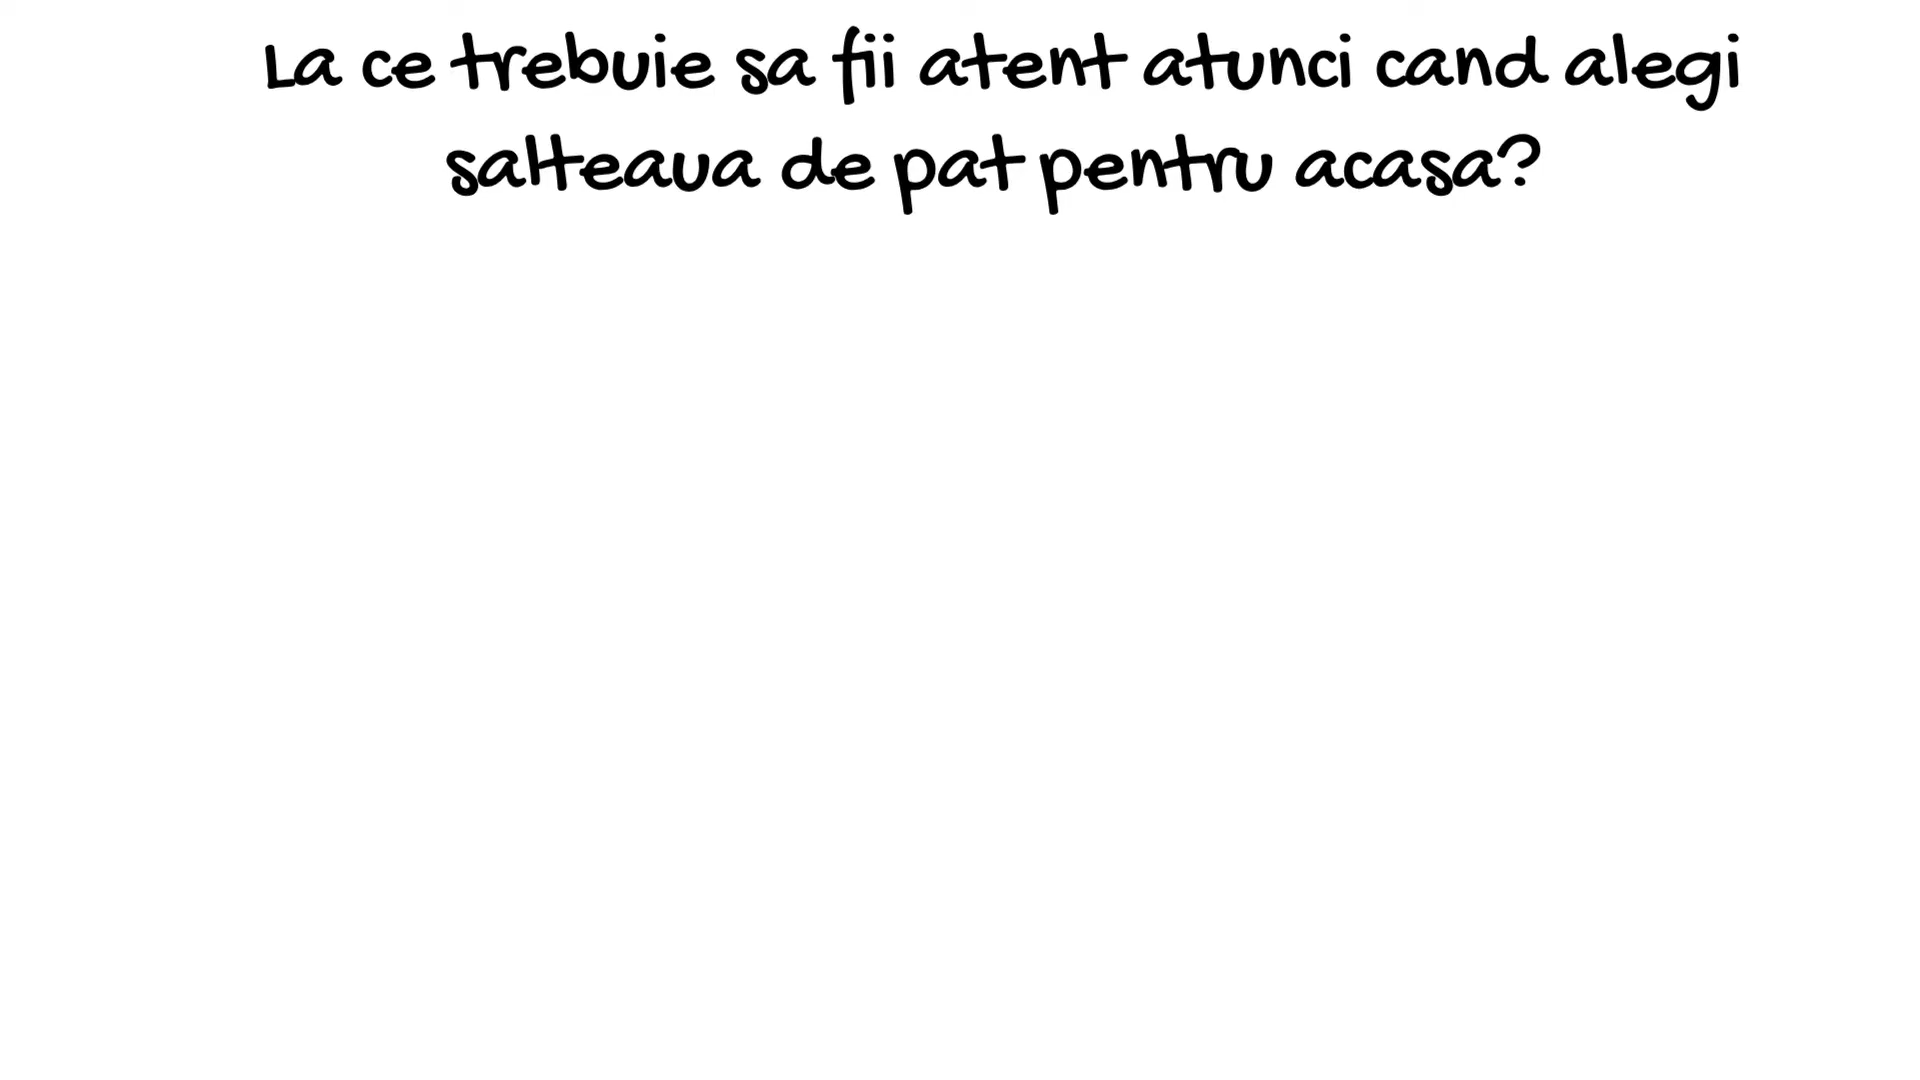 La ce trebuie sa fii atent atunci cand alegi
salteaua de pat pentru acasa?